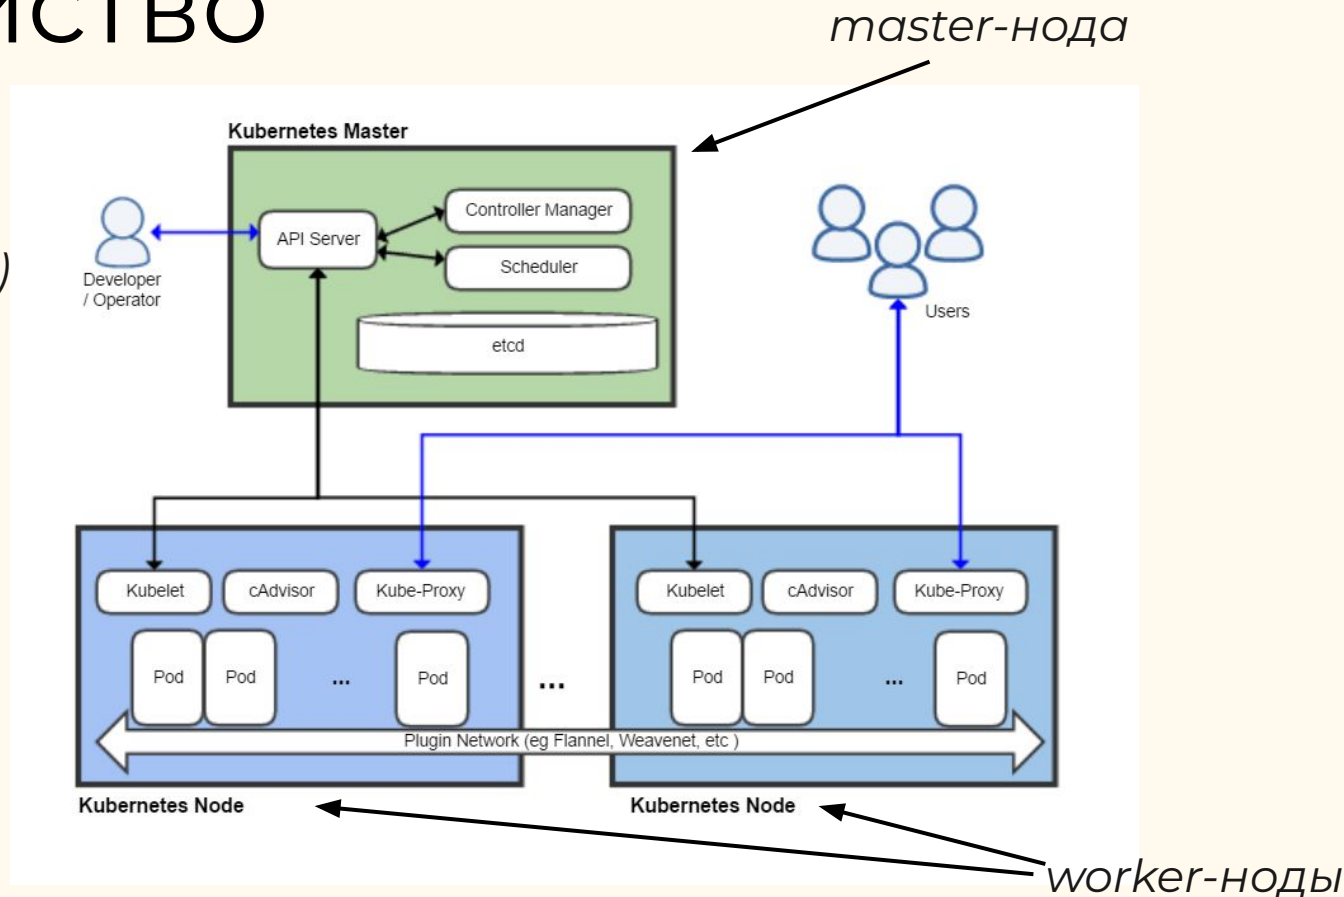 йство
master-нода
Kubernetes Master
Controller Manager
API Server
Scheduler
)
Developer
/ Operator
Users
etcd
Kubelet
cAdvisor
Kube-Proxy
Kubelet
cAdvisor
Kube-Proxy
Pod
Pod
...
Pod
...
Pod
Pod
...
Pod
Plugin Network (eg Flannel, Weavenet, etc )
Kubernetes Node
Kubernetes Node
worker-ноды